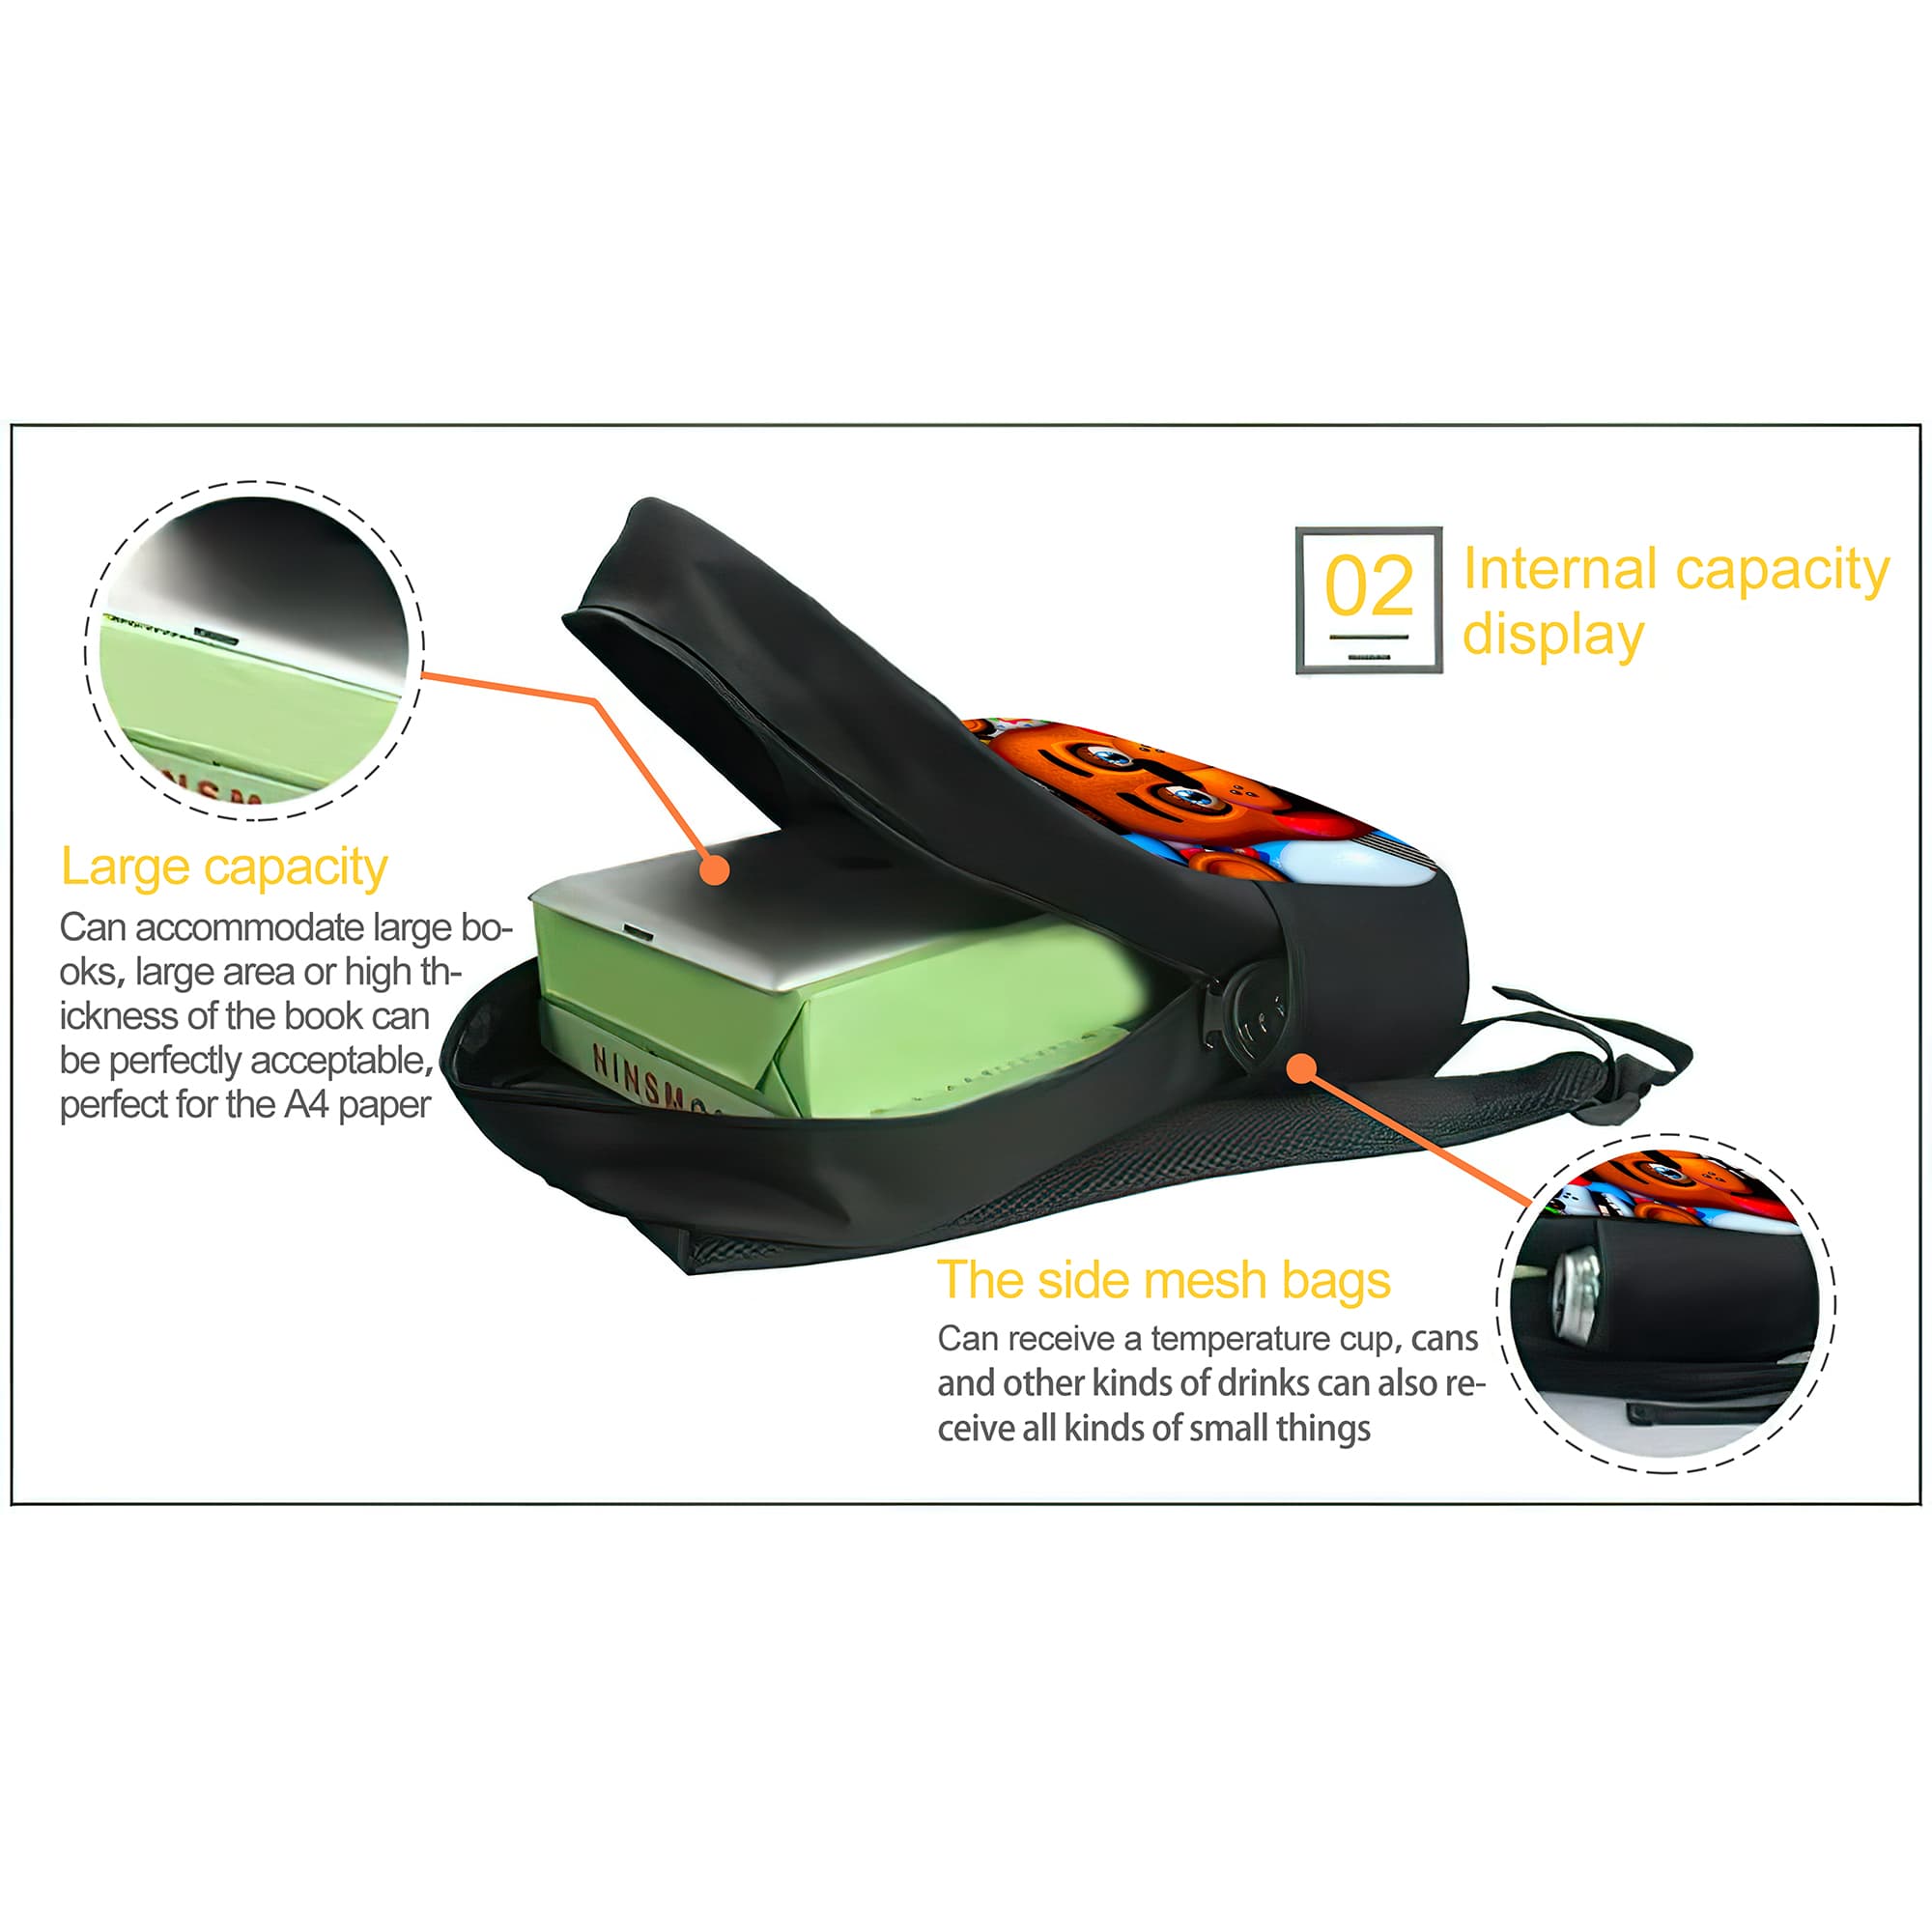 02
Internal capacity
display
Large capacity
Can accommodate large bo-
oks, large area or high th-
ickness of the book can
be perfectly acceptable,
perfect for the A4 paper
NINSMO
NINSM
The side mesh bags
Can receive a temperature cup, cans
and other kinds of drinks can also re-
ceive all kinds of small things